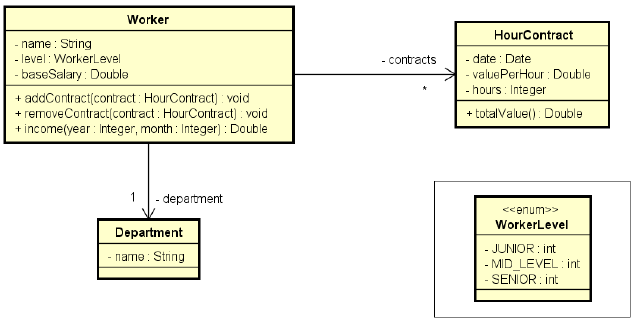 Worker
- name : String
- level : WorkerLevel
- baseSalary : Double
+ addContract(contract : HourContract) : void
+ removeContract(contract : HourContract) : void
+ income(year : Integer, month : Integer) : Double
- contracts
*
HourContract
- date : Date
- valuePerHour : Double
- hours : Integer
+ totalValue() : Double
1
- department
Department
- name : String
<<enum>>
WorkerLevel
- JUNIOR : int
- MID_LEVEL : int
- SENIOR : int